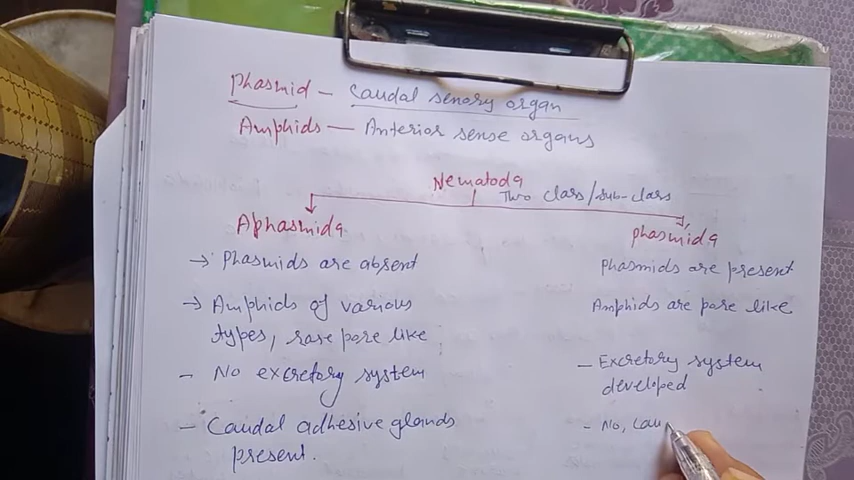 Phasmid – Caudal sensory organ
Amphids — Anterior sense organs
Nematoda
Two class/sub-class
Aphasmida
phasmida
→ Phasmids are absent
Phasmids are present
→ Amphids of various
types, rare pore like
Amphids are pore like
– No excretory system
– Excretory system
developed
– Caudal adhesive glands
present.
– No, cau